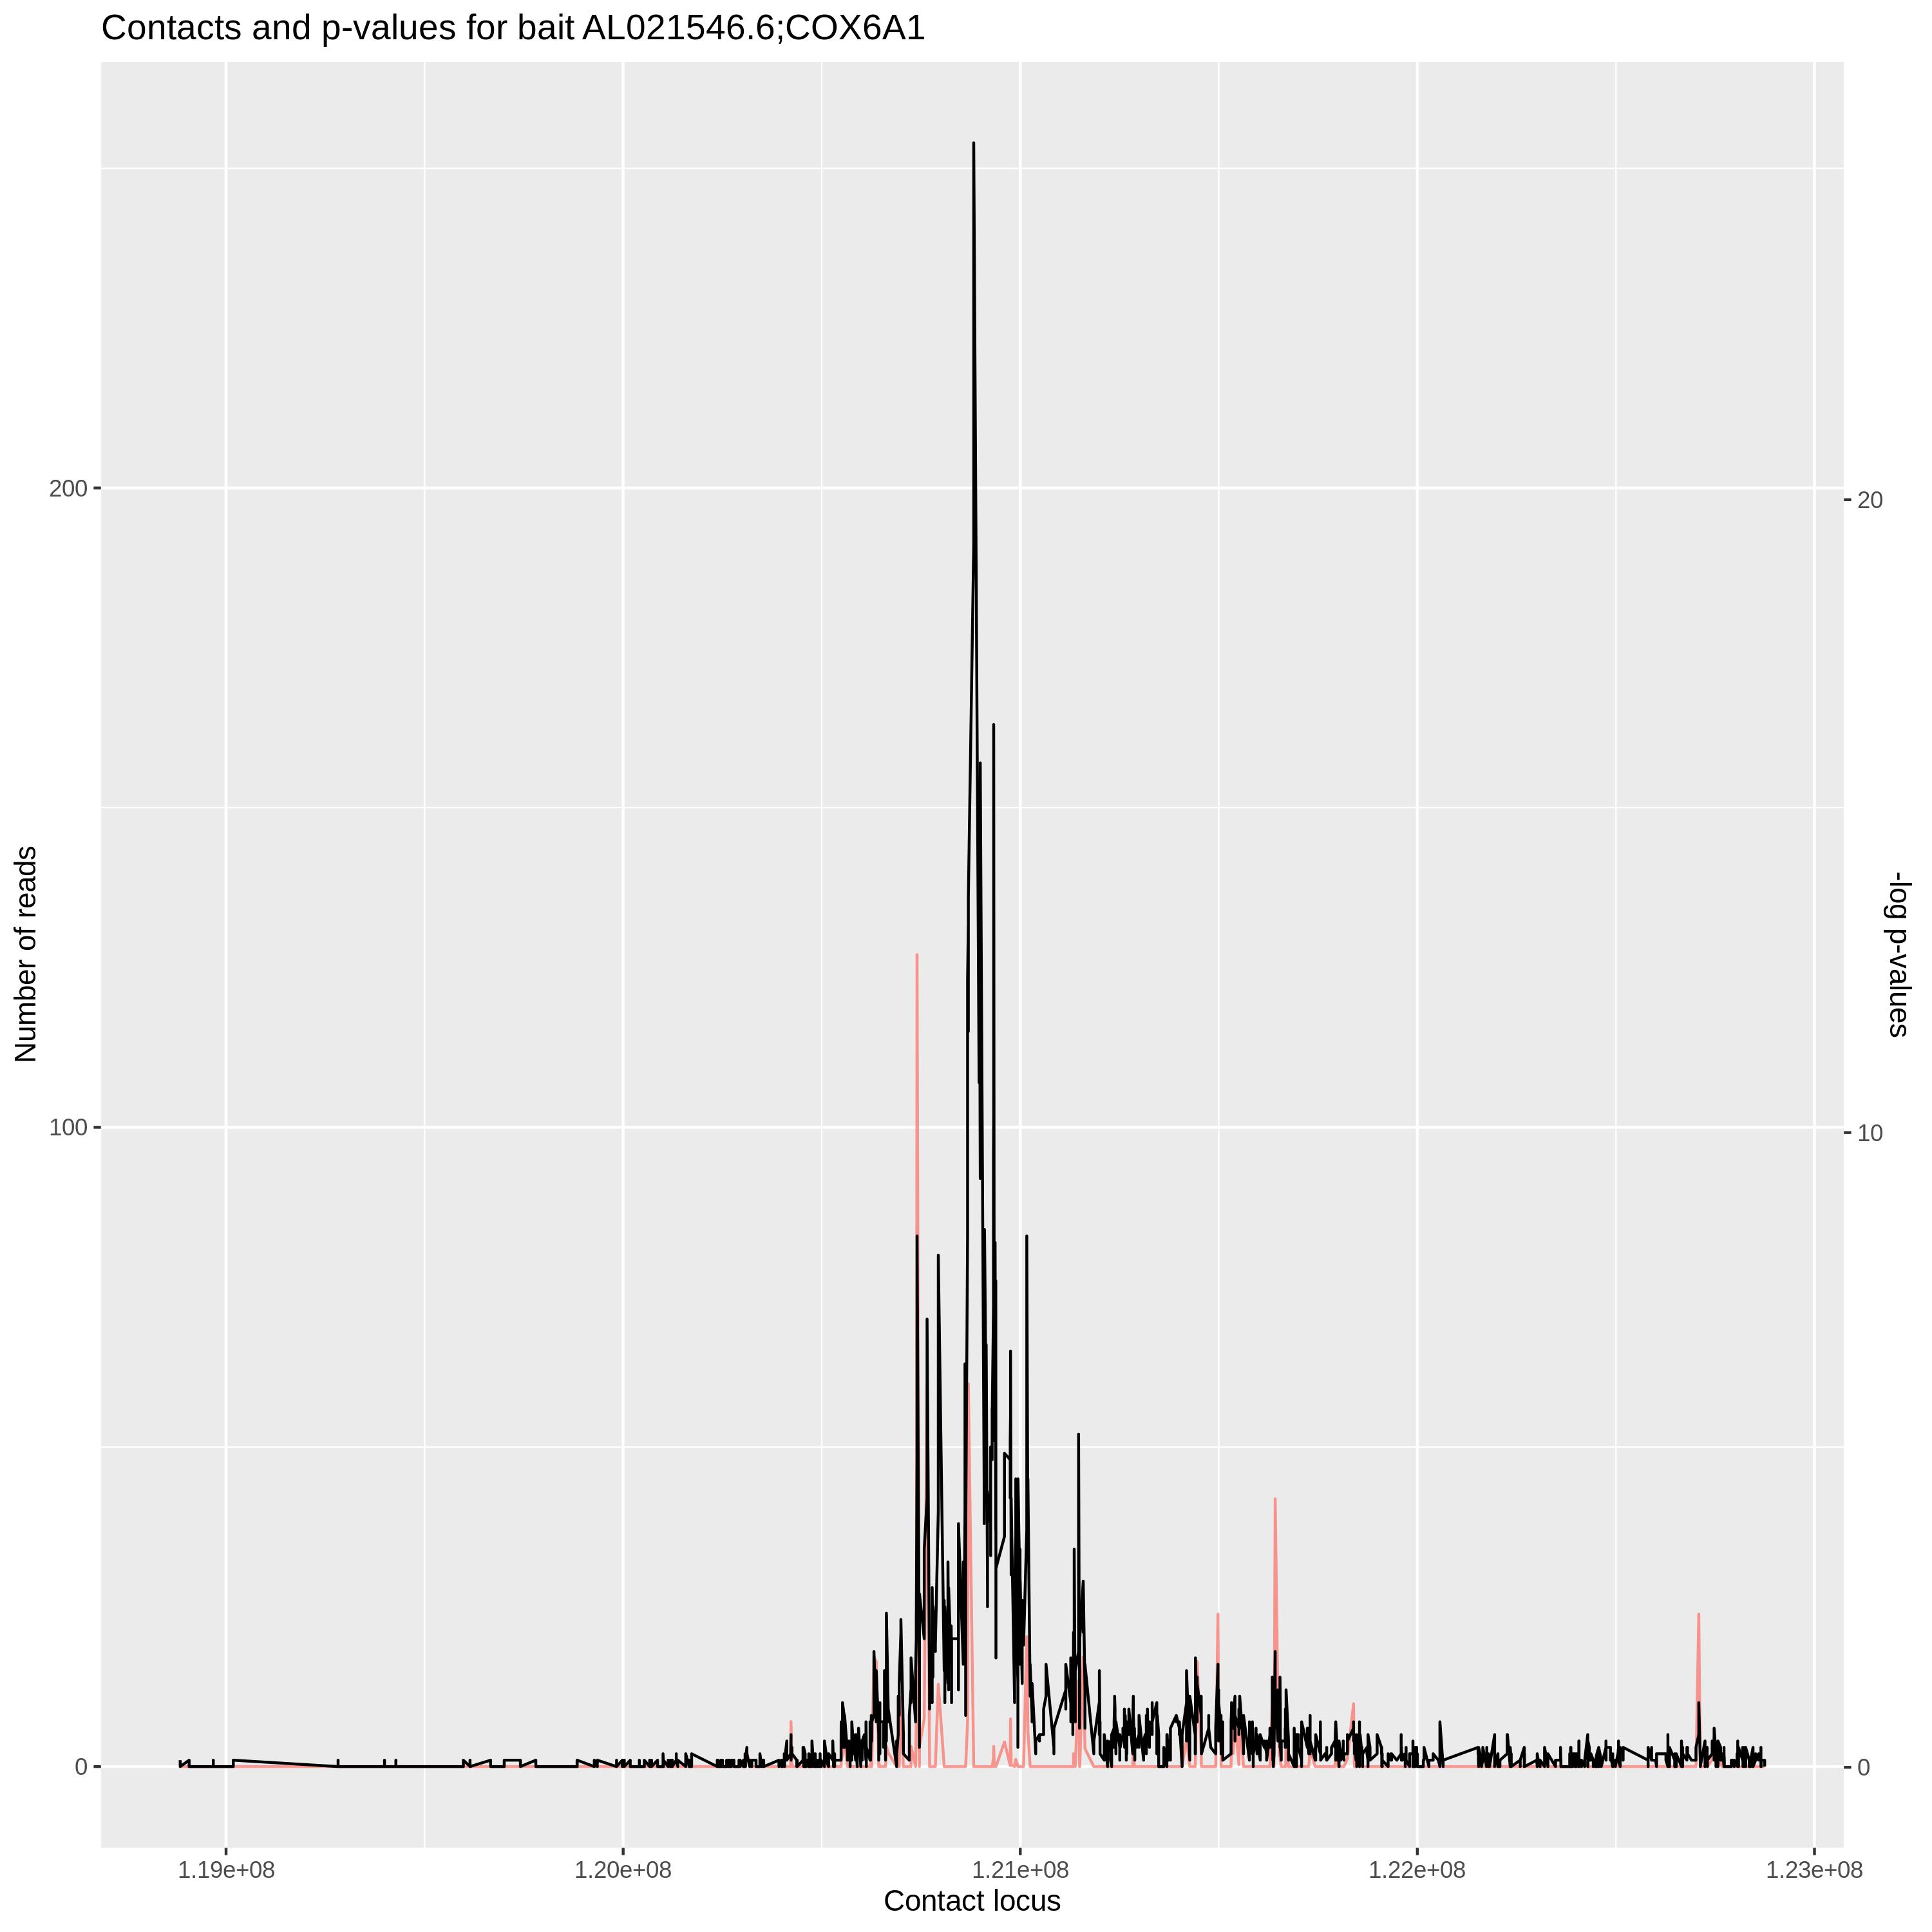 Contacts and p-values for bait AL021546.6;COX6A1
Number of reads
200
100
0
20
10
0
-log p-values
1.19e+08
1.20e+08
1.21e+08
1.22e+08
1.23e+08
Contact locus